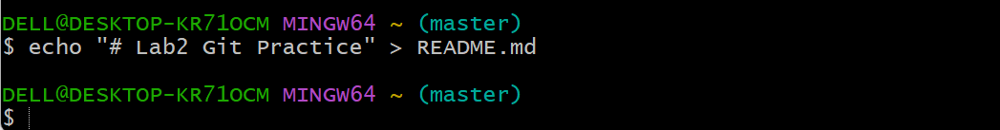 DELL@DESKTOP-KR71OCM MINGW64 ~ (master)
$ echo "# Lab2 Git Practice" > README.md
DELL@DESKTOP-KR71OCM MINGW64 ~ (master)
$